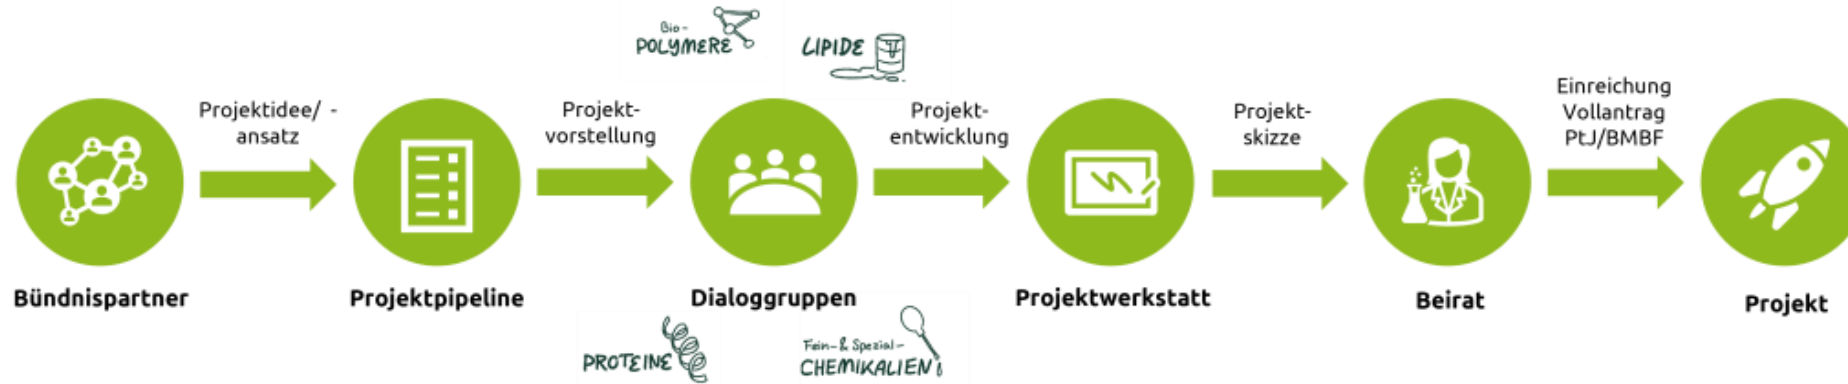 Bio-
POLYMERE
LIPIDE
Projektidee/ -
ansatz
Projekt-
vorstellung
Projekt-
entwicklung
Projekt-
skizze
Einreichung
Vollantrag
PtJ/BMBF
Bündnispartner
Projektpipeline
Dialoggruppen
Projektwerkstatt
Beirat
Projekt
PROTEINE
Fein- & Spezial-
CHEMIKALIEN